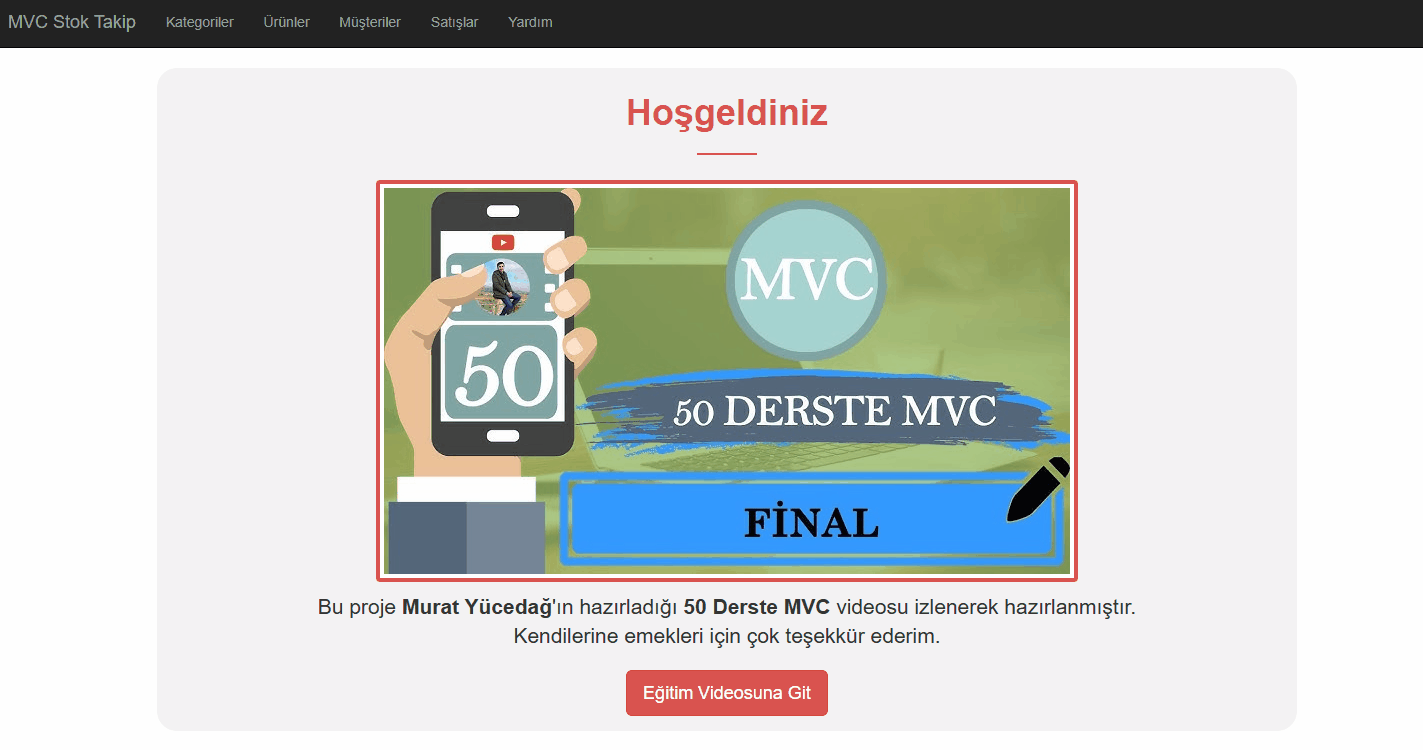 MVC Stok Takip Kategoriler Ürünler Müşteriler Satışlar Yardım
Hoşgeldiniz
MVC
50
50 DERSTE MVC
FİNAL
Bu proje Murat Yücedağ'ın hazırladığı 50 Derste MVC videosu izlenerek hazırlanmıştır.
Kendilerine emekleri için çok teşekkür ederim.
Eğitim Videosuna Git